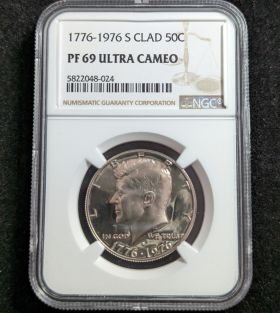 1776-1976 S CLAD 50C
PF 69 ULTRA CAMEO
5822048-024
NUMISMATIC GUARANTY CORPORATION
NGC
LIBERTY
IN GOD WE TRUST
1776·1976